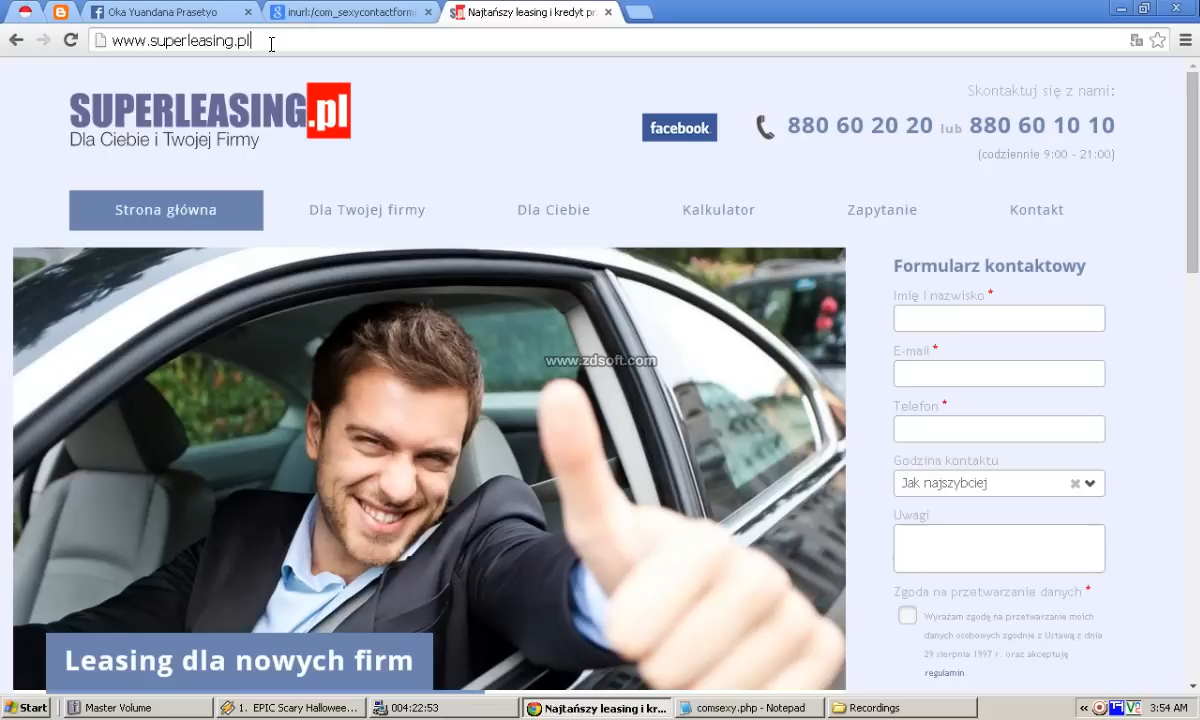 Oka Yuandana Prasetyo
inurl:/com_sexycontactform
Najtańszy leasing i kredyt pr
www.superleasing.pl
SUPERLEASING.pl
Dla Ciebie i Twojej Firmy
facebook
Skontaktuj się z nami:
880 60 20 20 lub 880 60 10 10
(codziennie 9:00 - 21:00)
Strona główna
Dla Twojej firmy
Dla Ciebie
Kalkulator
Zapytanie
Kontakt
www.zdsoft.com
Leasing dla nowych firm
Formularz kontaktowy
Imię i nazwisko *
E-mail *
Telefon *
Godzina kontaktu
Jak najszybciej
Uwagi
Zgoda na przetwarzanie danych *
Wyrażam zgodę na przetwarzanie moich
danych osobowych zgodnie z Ustawą z dnia
29 sierpnia 1997 r. oraz akceptuję
regulamin.
Start
Master Volume
1. EPIC Scary Hallowee...
004:22:53
Najtańszy leasing i kr...
comsexy.php - Notepad
Recordings
3:54 AM